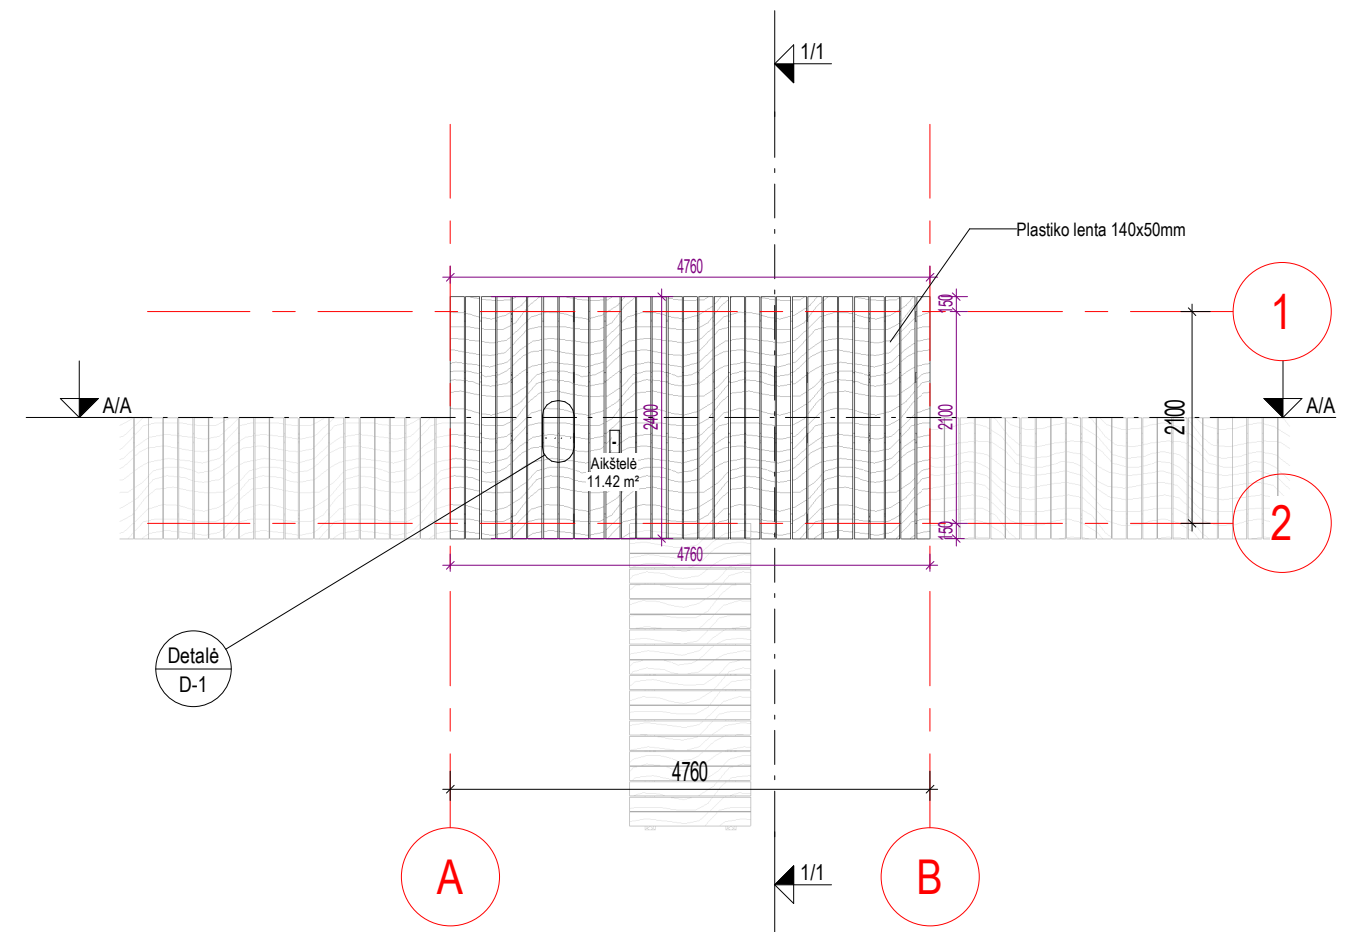 1/1
Plastiko lenta 140x50mm
4760
150
1
A/A
2400
2100
2100
A/A
-
Aikštelė
11.42 m²
150
2
4760
Detalė
D-1
4760
A
B
1/1